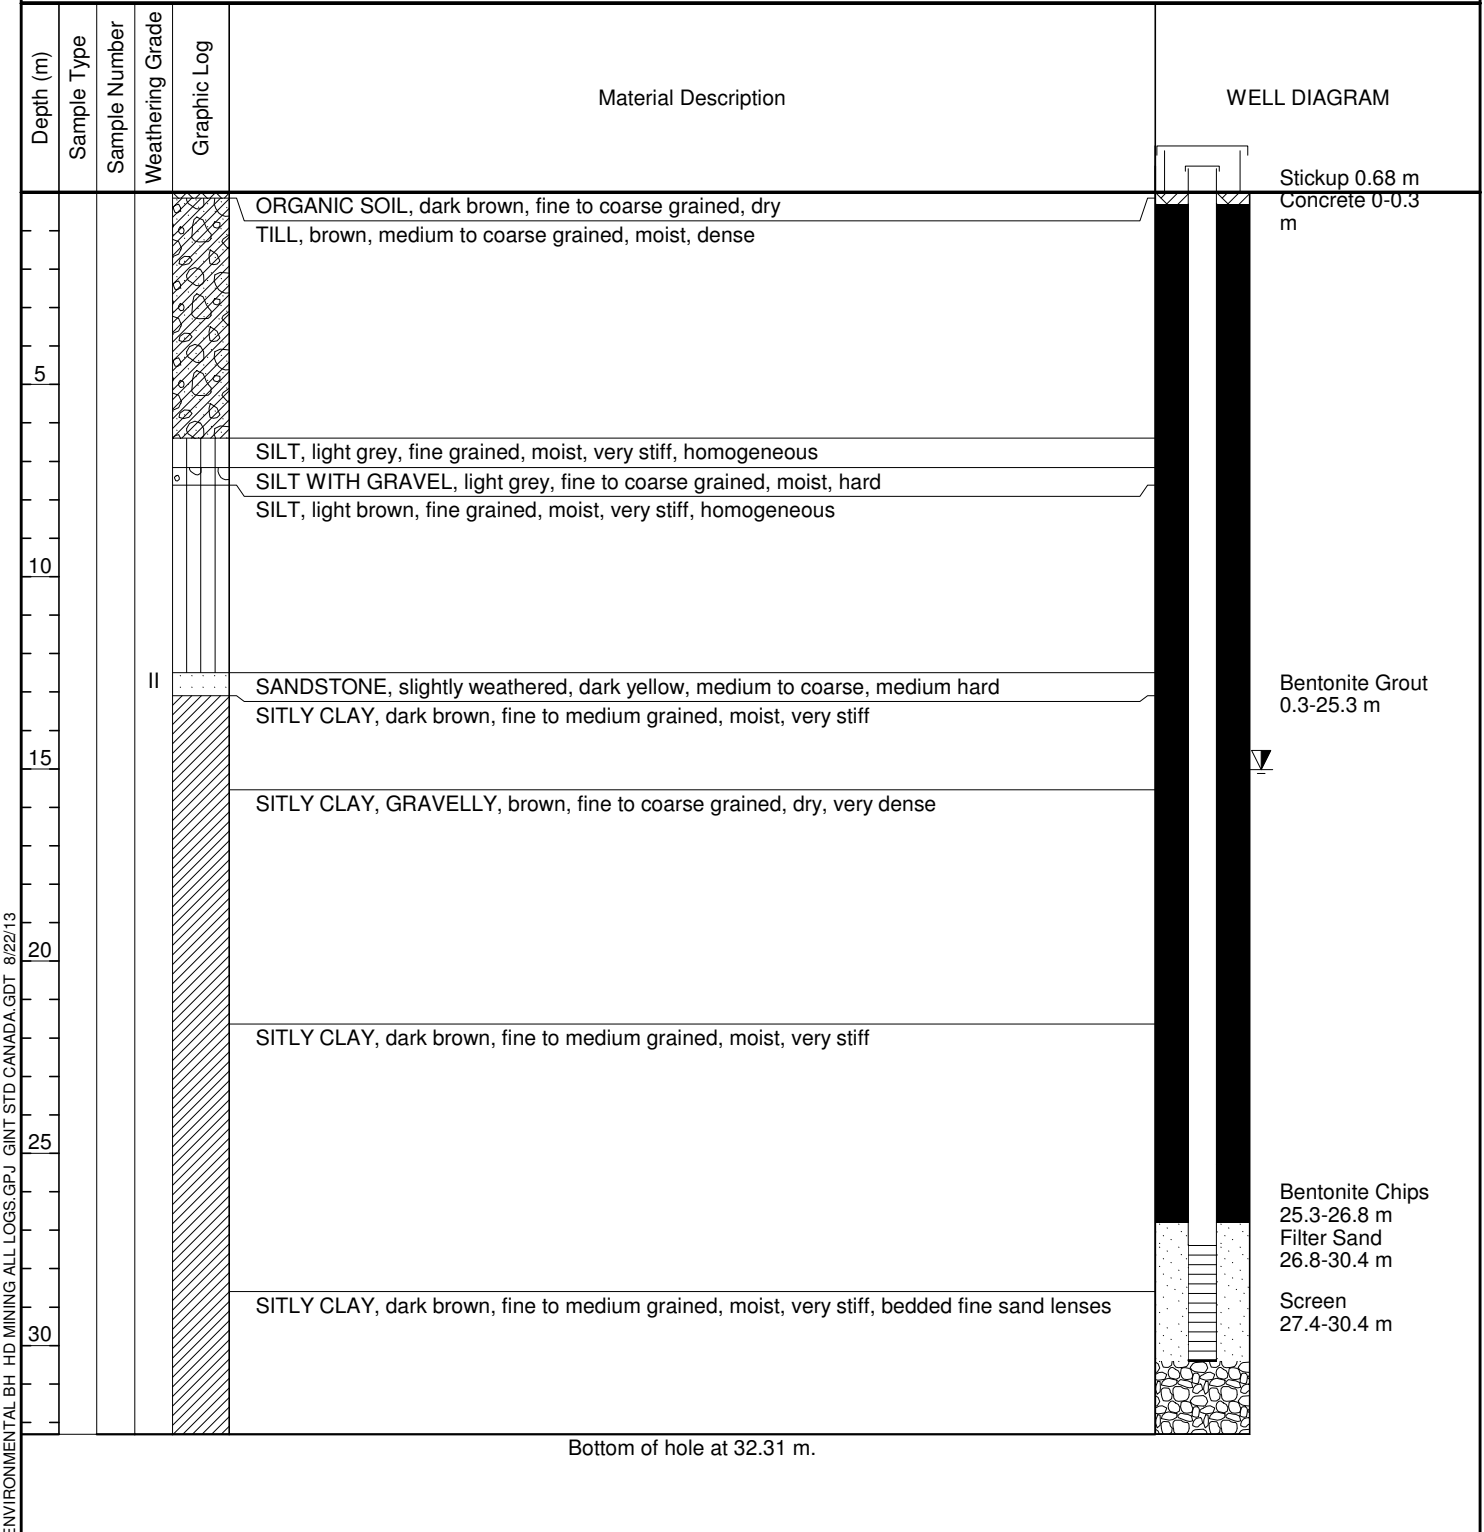 Depth (m)
Sample Type
Sample Number
Weathering Grade
Graphic Log
Material Description
WELL DIAGRAM
Stickup 0.68 m
Concrete 0-0.3
m
ORGANIC SOIL, dark brown, fine to coarse grained, dry
TILL, brown, medium to coarse grained, moist, dense
5
SILT, light grey, fine grained, moist, very stiff, homogeneous
SILT WITH GRAVEL, light grey, fine to coarse grained, moist, hard
SILT, light brown, fine grained, moist, very stiff, homogeneous
10
II
SANDSTONE, slightly weathered, dark yellow, medium to coarse, medium hard
SITLY CLAY, dark brown, fine to medium grained, moist, very stiff
Bentonite Grout
0.3-25.3 m
15
SITLY CLAY, GRAVELLY, brown, fine to coarse grained, dry, very dense
20
SITLY CLAY, dark brown, fine to medium grained, moist, very stiff
25
Bentonite Chips
25.3-26.8 m
Filter Sand
26.8-30.4 m
SITLY CLAY, dark brown, fine to medium grained, moist, very stiff, bedded fine sand lenses
Screen
27.4-30.4 m
30
Bottom of hole at 32.31 m.
ENVIRONMENTAL BH HD MINING ALL LOGS.GPJ GINT STD CANADA.GDT 8/22/13